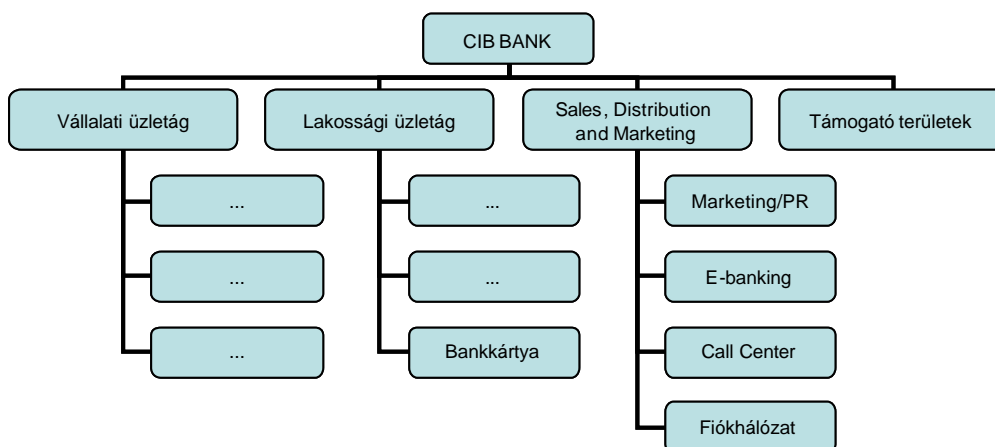 CIB BANK
Vállalati üzletág
Lakossági üzletág
Sales, Distribution
and Marketing
Támogató területek
...
...
Marketing/PR
...
...
E-banking
...
Bankkártya
Call Center
Fiókhálózat